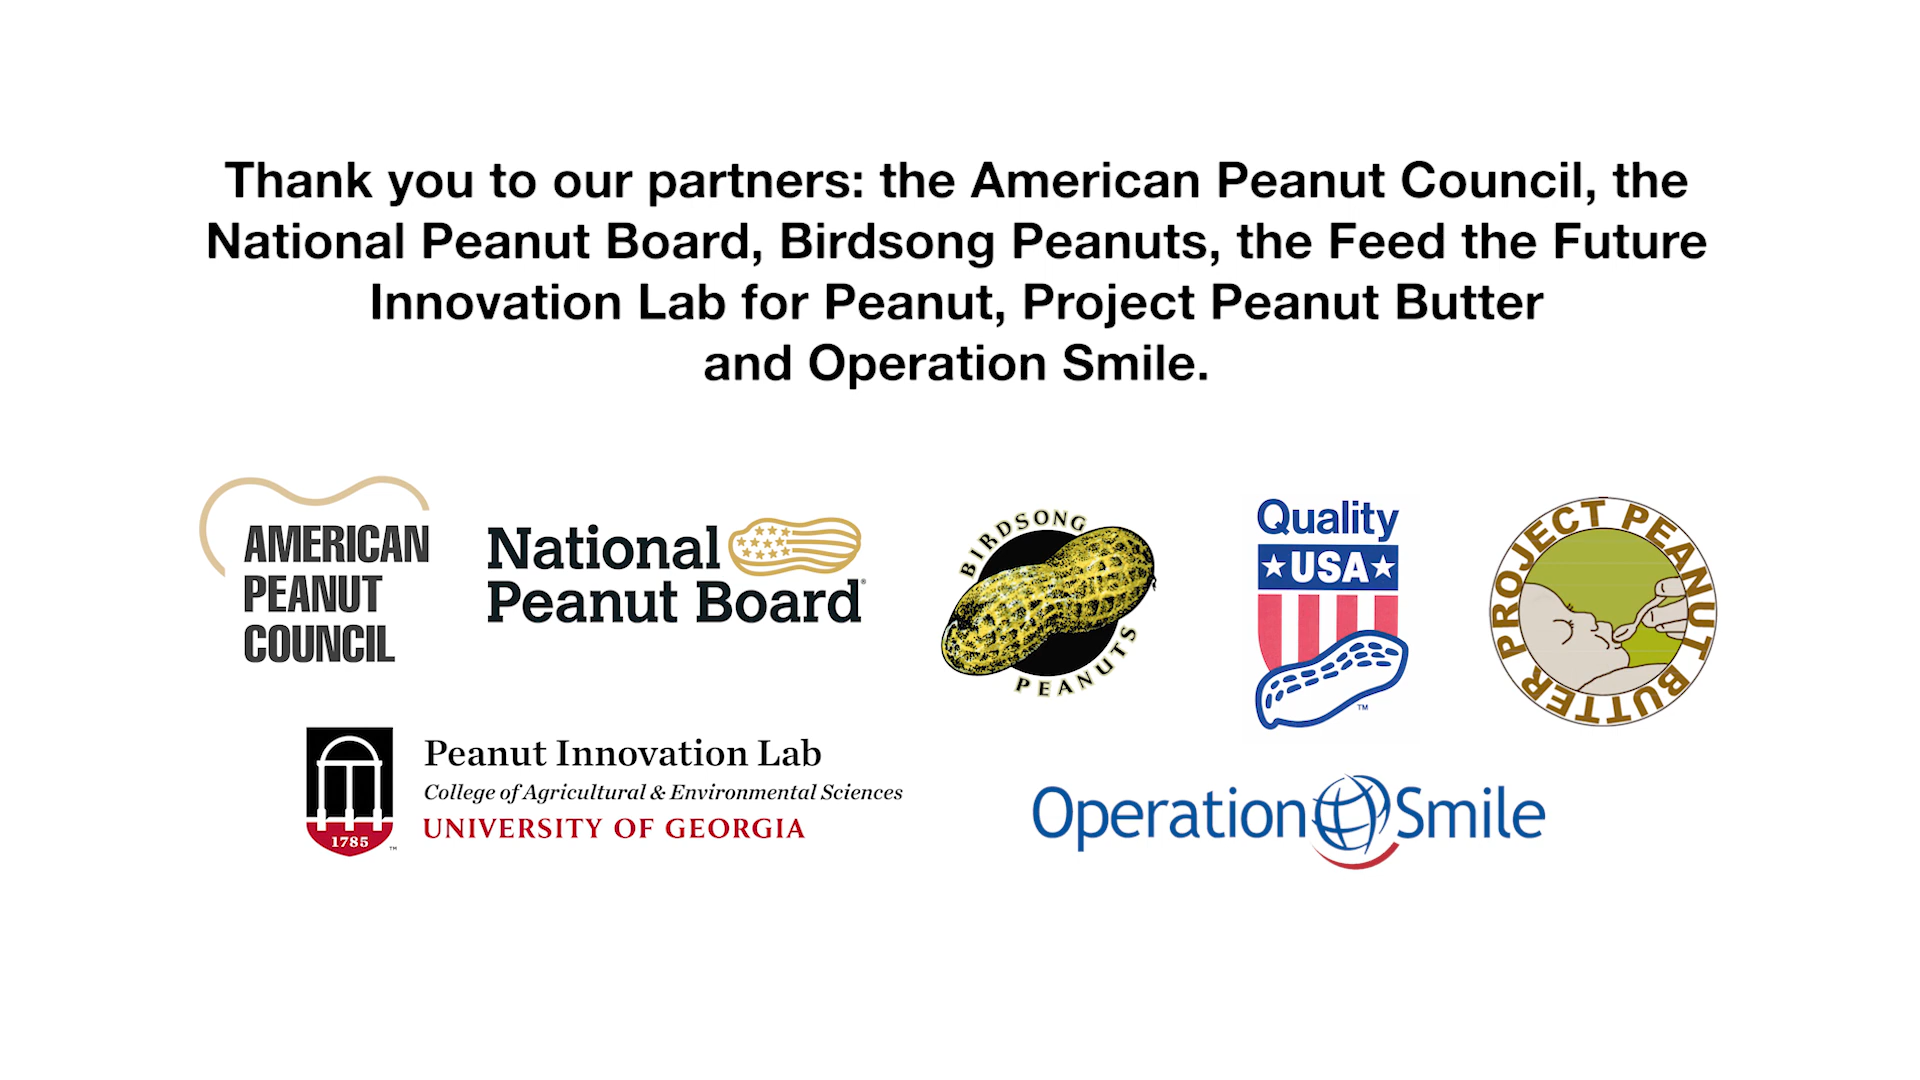 Thank you to our partners: the American Peanut Council, the
National Peanut Board, Birdsong Peanuts, the Feed the Future
Innovation Lab for Peanut, Project Peanut Butter
and Operation Smile.
AMERICAN
PEANUT
COUNCIL
National
Peanut Board®
BIRDSONG
PEANUTS
Quality
USA
TM
PROJECT PEANUT BUTTER
1785
TM
Peanut Innovation Lab
College of Agricultural & Environmental Sciences
UNIVERSITY OF GEORGIA
Operation Smile